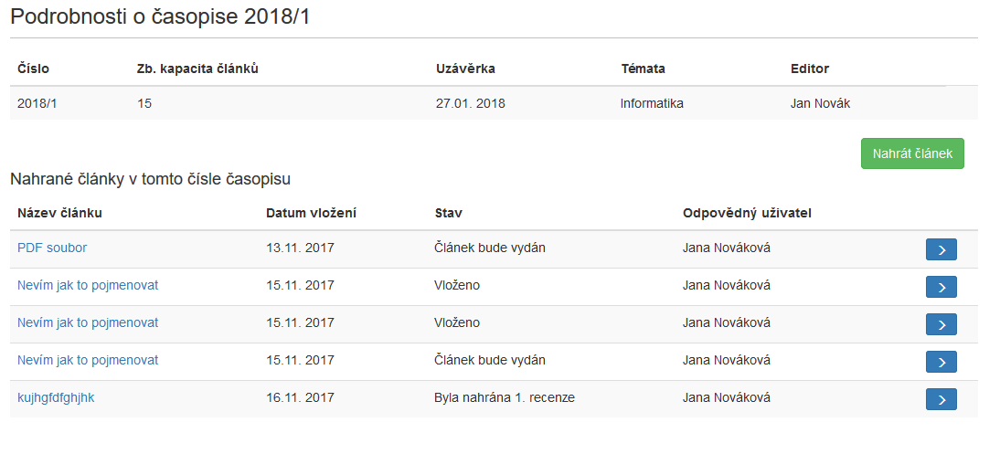 Podrobnosti o časopise 2018/1
Číslo Zb. kapacita článků Uzávěrka Témata Editor
2018/1 15 27.01. 2018 Informatika Jan Novák
Nahrát článek
Nahrané články v tomto čísle časopisu
Název článku Datum vložení Stav Odpovědný uživatel
PDF soubor 13.11. 2017 Článek bude vydán Jana Nováková
Nevím jak to pojmenovat 15.11. 2017 Vloženo Jana Nováková
Nevím jak to pojmenovat 15.11. 2017 Vloženo Jana Nováková
Nevím jak to pojmenovat 15.11. 2017 Článek bude vydán Jana Nováková
kujhgfdfghjhk 16.11. 2017 Byla nahrána 1. recenze Jana Nováková